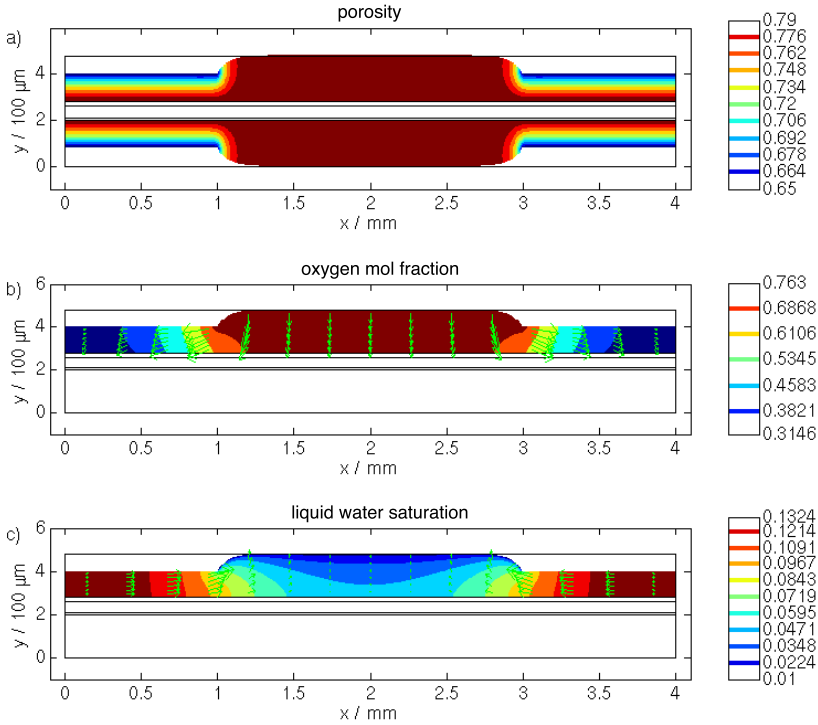 porosity
a)
y / 100 µm
4
2
0
0 0.5 1 1.5 2 2.5 3 3.5 4
x / mm
0.79
0.776
0.762
0.748
0.734
0.72
0.706
0.692
0.678
0.664
0.65
oxygen mol fraction
b)
y / 100 µm
6
4
2
0
0 0.5 1 1.5 2 2.5 3 3.5 4
x / mm
0.763
0.6868
0.6106
0.5345
0.4583
0.3821
0.3146
liquid water saturation
c)
y / 100 µm
6
4
2
0
0 0.5 1 1.5 2 2.5 3 3.5 4
x / mm
0.1324
0.1214
0.1091
0.0967
0.0843
0.0719
0.0595
0.0471
0.0348
0.0224
0.01